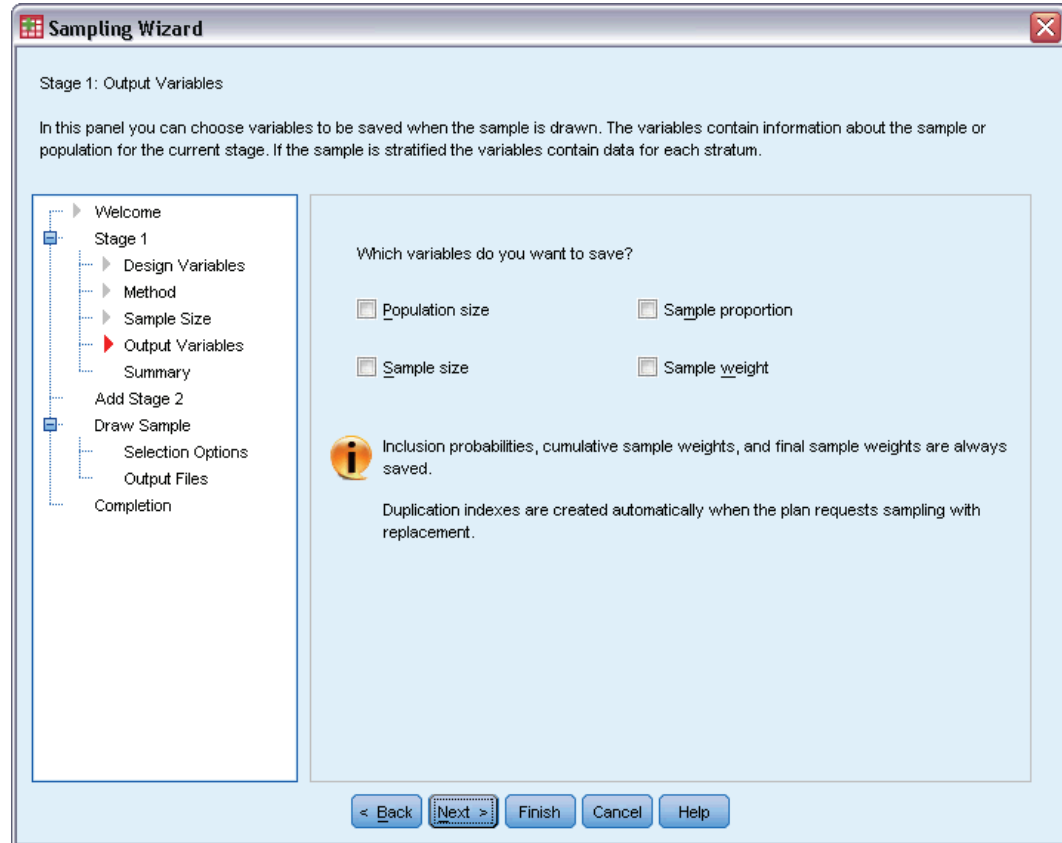 Sampling Wizard
Stage 1: Output Variables
In this panel you can choose variables to be saved when the sample is drawn. The variables contain information about the sample or
population for the current stage. If the sample is stratified the variables contain data for each stratum.
Welcome
Stage 1
Design Variables
Method
Sample Size
Output Variables
Summary
Add Stage 2
Draw Sample
Selection Options
Output Files
Completion
Which variables do you want to save?
Population size
Sample proportion
Sample size
Sample weight
Inclusion probabilities, cumulative sample weights, and final sample weights are always
saved.
Duplication indexes are created automatically when the plan requests sampling with
replacement.
< Back
Next >
Finish
Cancel
Help